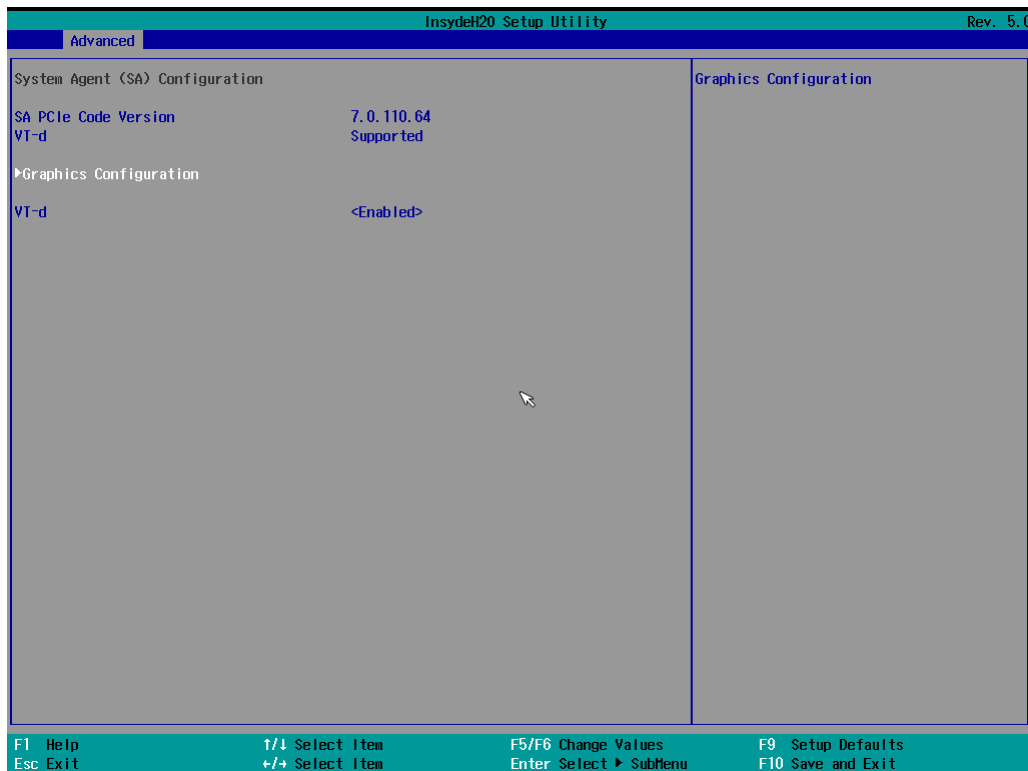 InsydeH20 Setup Utility Rev. 5.0
Advanced
System Agent (SA) Configuration
Graphics Configuration
SA PCIe Code Version 7.0.110.64
VT-d Supported
▶Graphics Configuration
VT-d <Enabled>
F1 Help ↑/↓ Select Item F5/F6 Change Values F9 Setup Defaults
Esc Exit ←/→ Select Item Enter Select ▶ SubMenu F10 Save and Exit